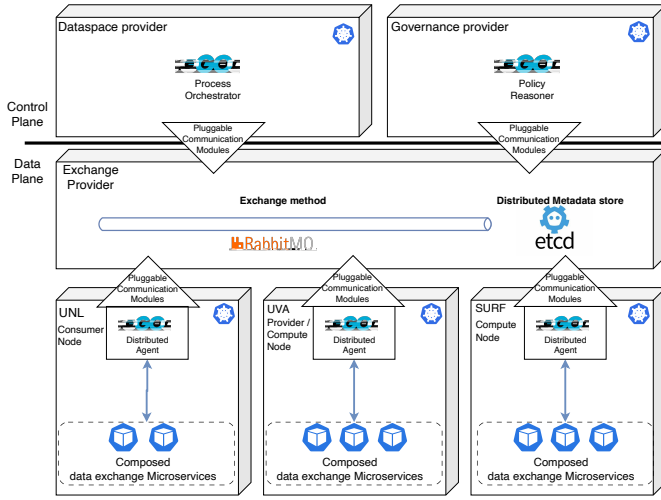 Dataspace provider
Process
Orchestrator
Governance provider
Policy
Reasoner
Control
Plane
Pluggable
Communication
Modules
Pluggable
Communication
Modules
Data
Plane
Exchange
Provider
Exchange method
RabbitMQ
Distributed Metadata store
etcd
Pluggable
Communication
Modules
Pluggable
Communication
Modules
Pluggable
Communication
Modules
UNL
Consumer
Node
Distributed
Agent
Composed
data exchange Microservices
UVA
Provider /
Compute
Node
Distributed
Agent
Composed
data exchange Microservices
SURF
Compute
Node
Distributed
Agent
Composed
data exchange Microservices